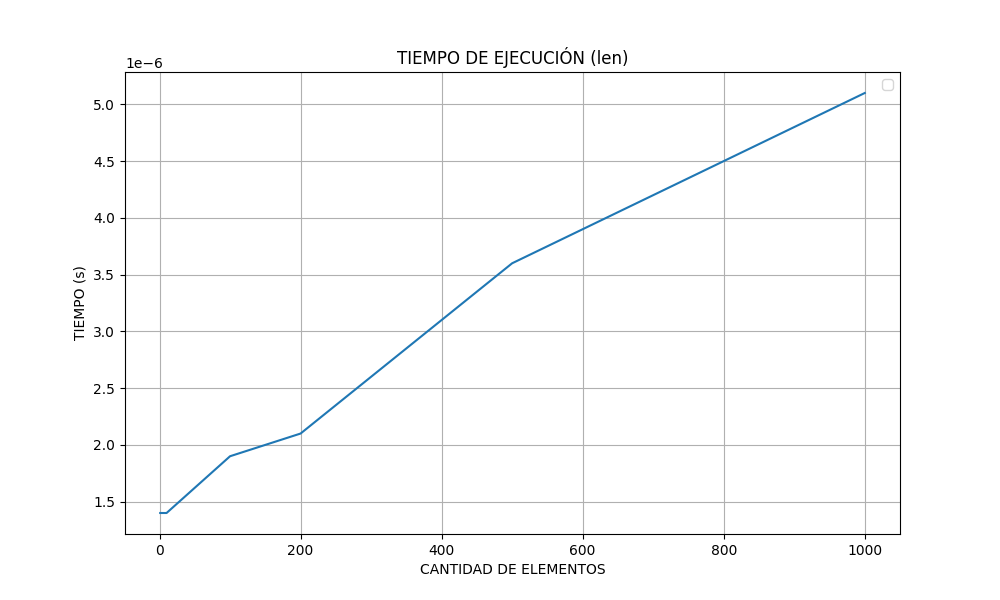 TIEMPO DE EJECUCIÓN (len)
1e−6
5.0
4.5
4.0
3.5
3.0
2.5
2.0
1.5
TIEMPO (s)
0 200 400 600 800 1000
CANTIDAD DE ELEMENTOS